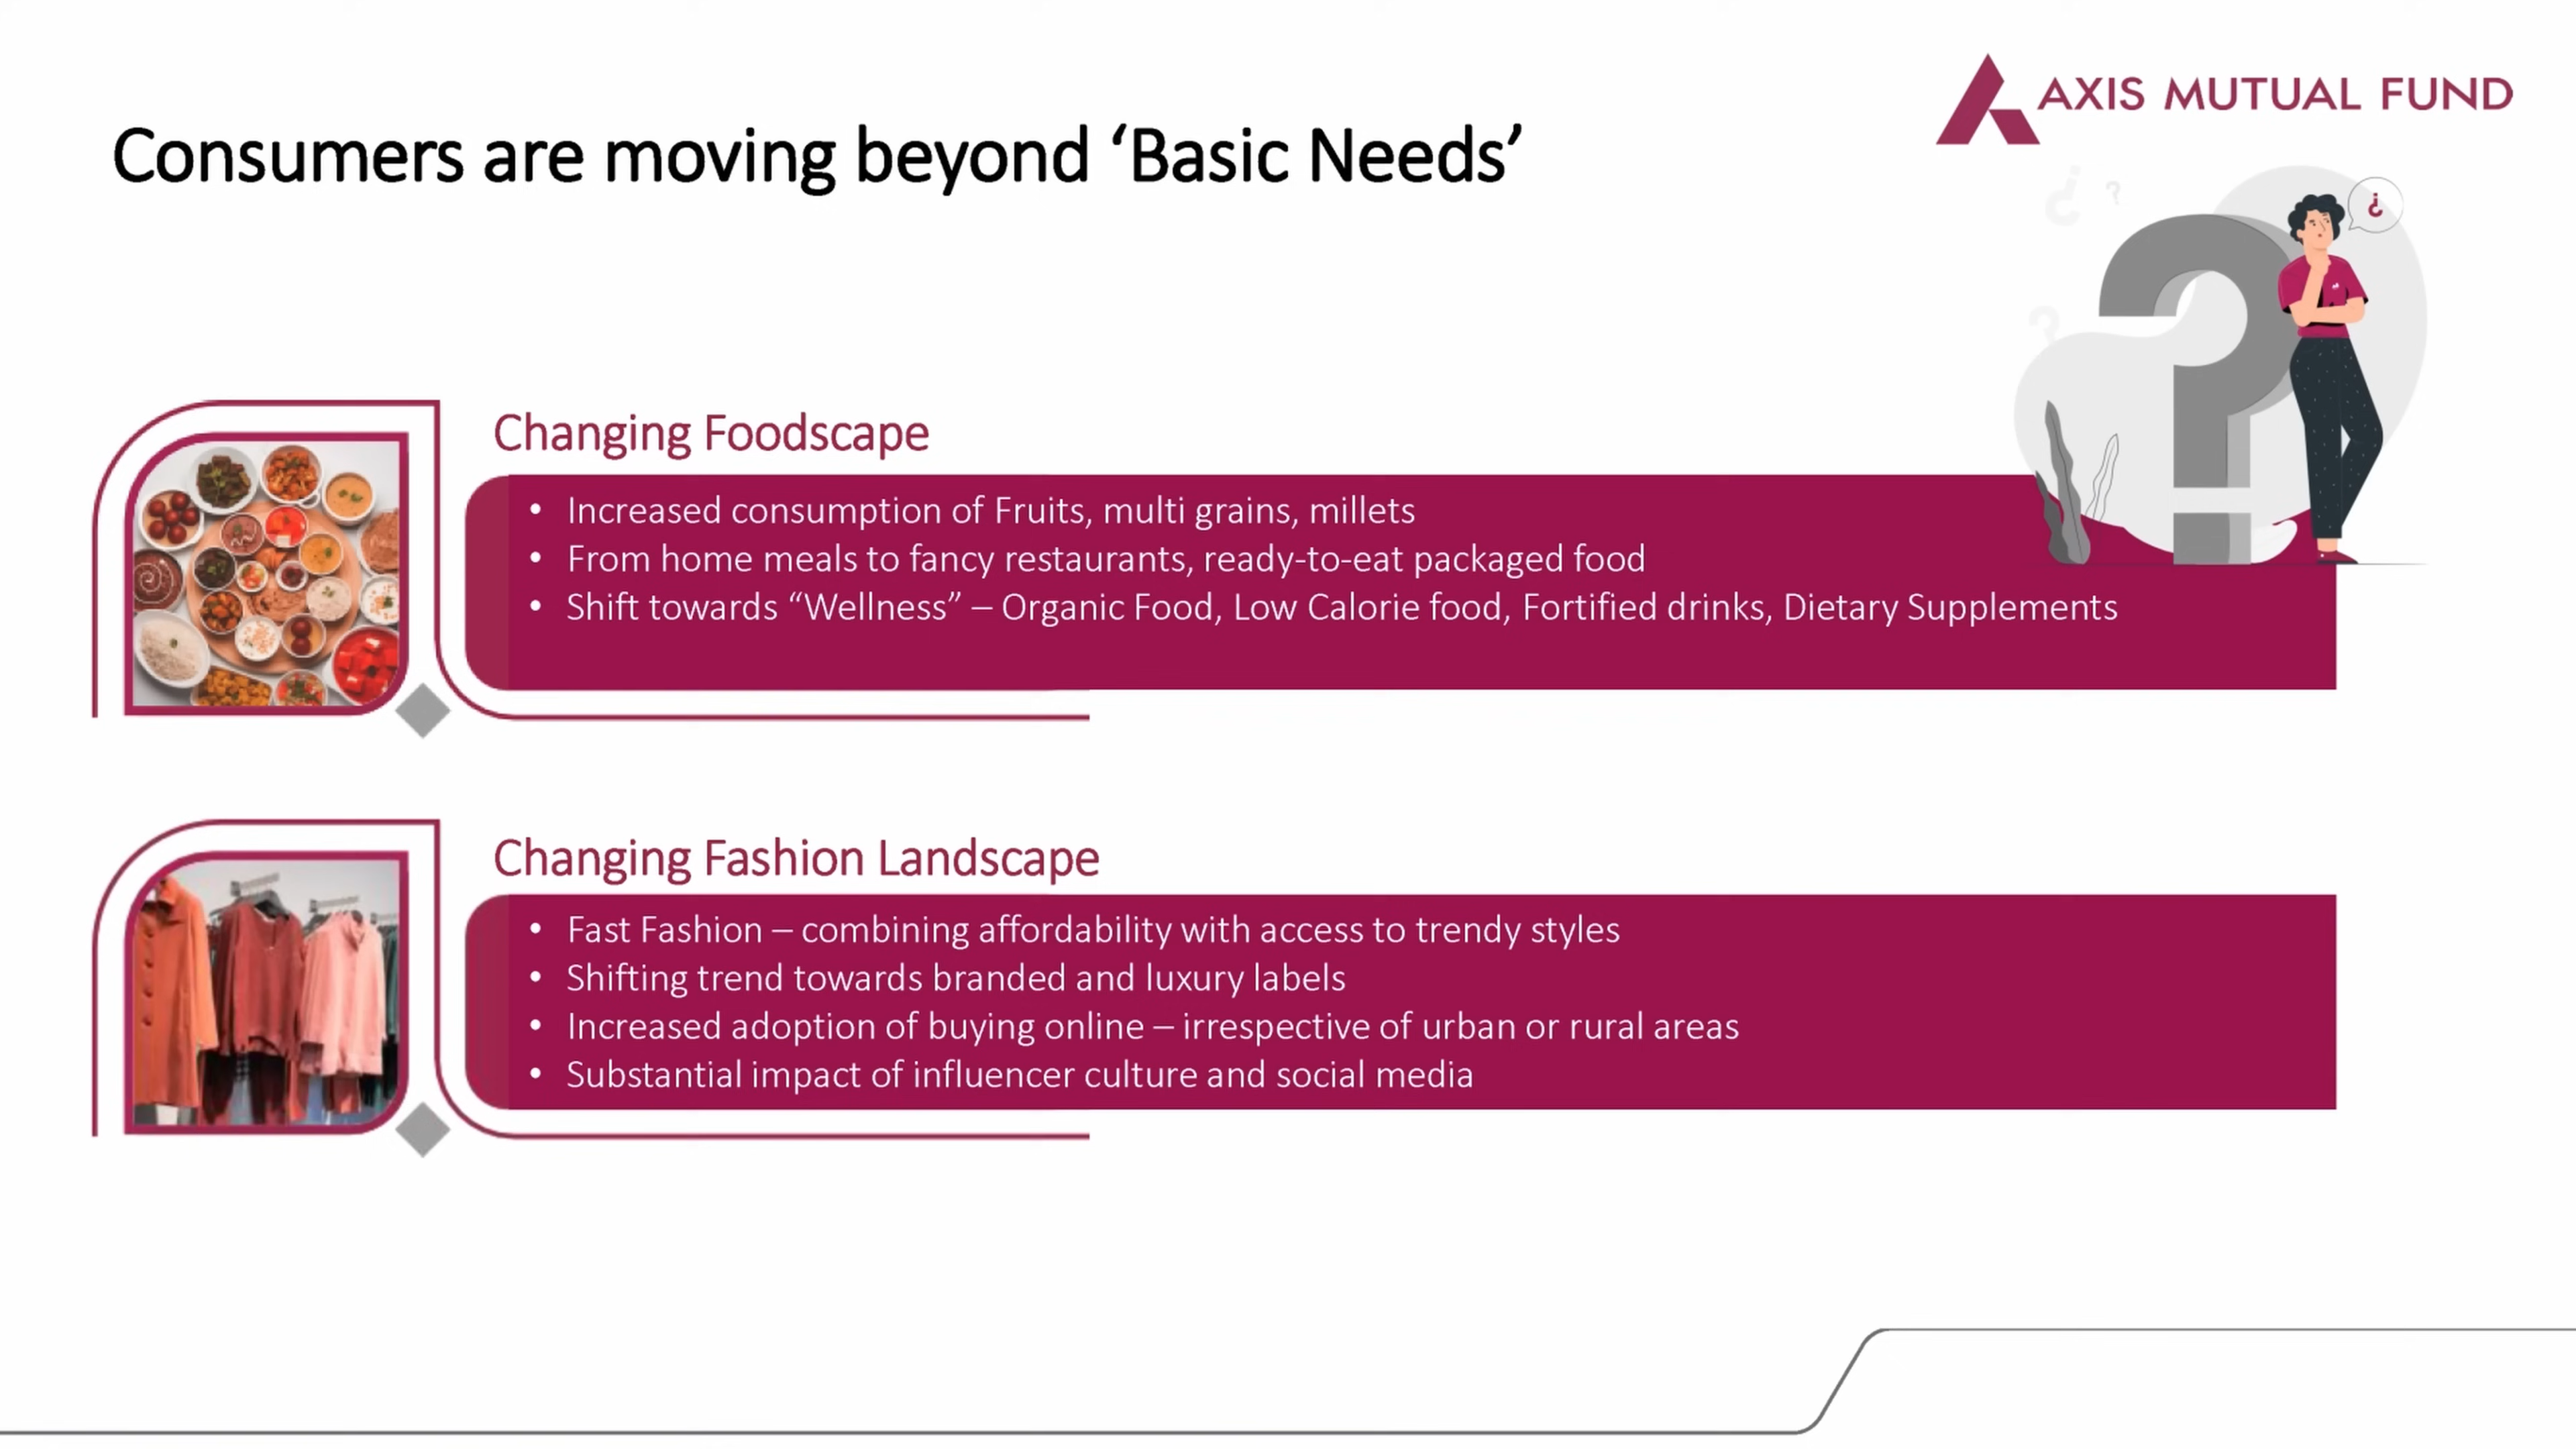 AXIS MUTUAL FUND
Consumers are moving beyond ‘Basic Needs’
Changing Foodscape
• Increased consumption of Fruits, multi grains, millets
• From home meals to fancy restaurants, ready-to-eat packaged food
• Shift towards “Wellness” – Organic Food, Low Calorie food, Fortified drinks, Dietary Supplements
Changing Fashion Landscape
• Fast Fashion – combining affordability with access to trendy styles
• Shifting trend towards branded and luxury labels
• Increased adoption of buying online – irrespective of urban or rural areas
• Substantial impact of influencer culture and social media